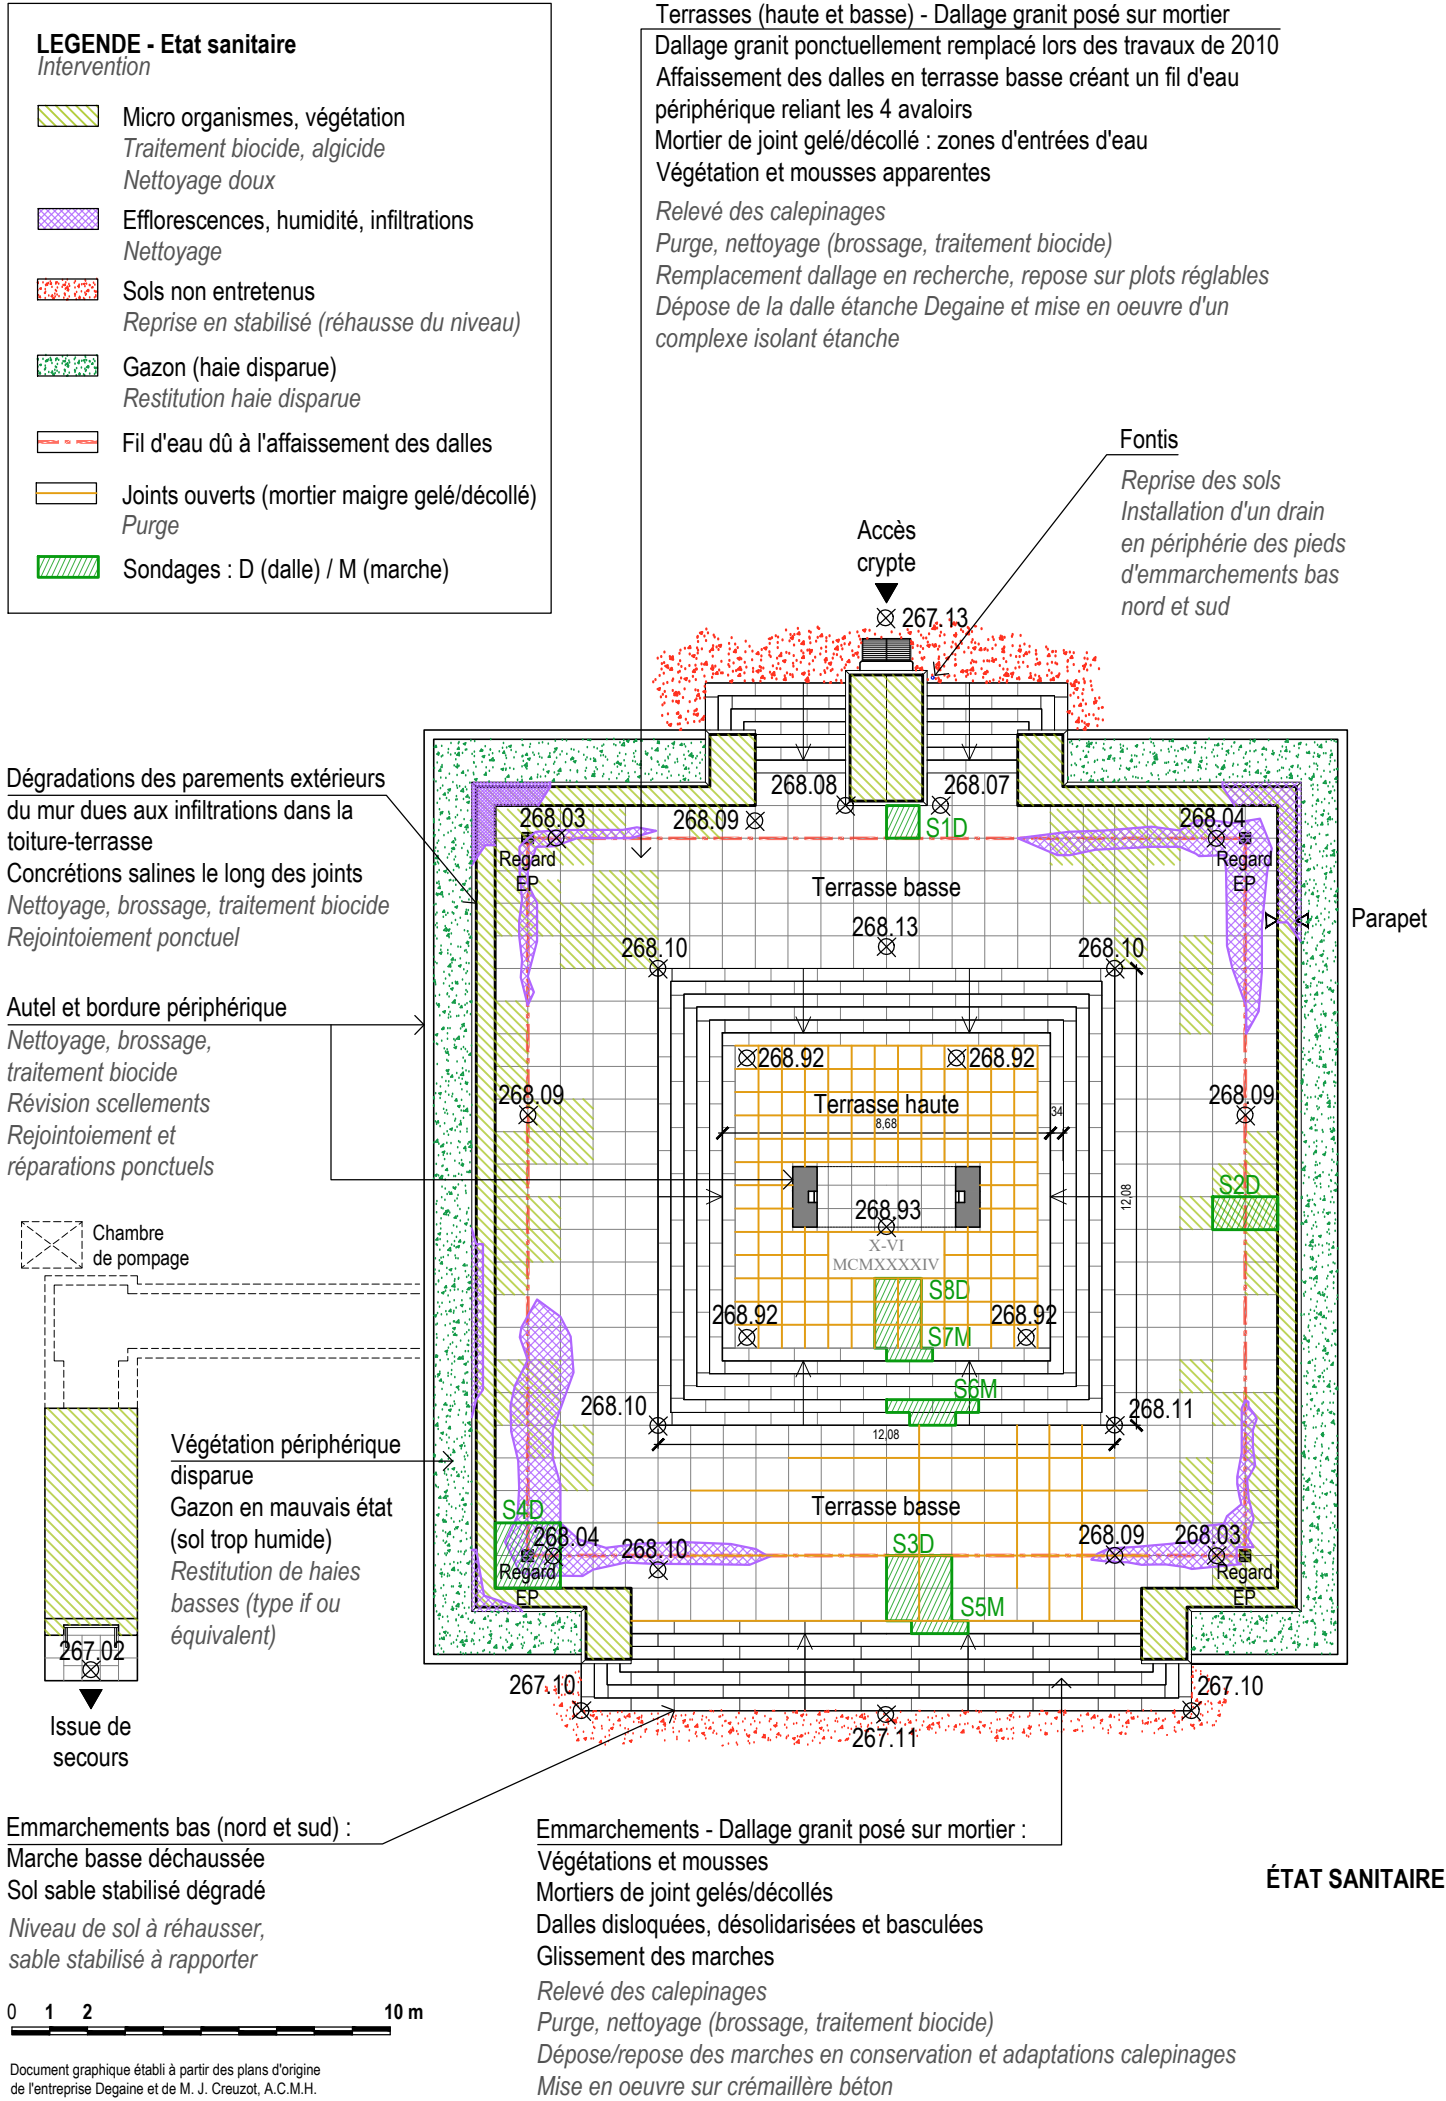 LEGENDE - Etat sanitaire
Intervention
Micro organismes, végétation
Traitement biocide, algicide
Nettoyage doux
Efflorescences, humidité, infiltrations
Nettoyage
Sols non entretenus
Reprise en stabilisé (réhausse du niveau)
Gazon (haie disparue)
Restitution haie disparue
Fil d'eau dû à l'affaissement des dalles
Joints ouverts (mortier maigre gelé/décollé)
Purge
Sondages : D (dalle) / M (marche)
Terrasses (haute et basse) - Dallage granit posé sur mortier
Dallage granit ponctuellement remplacé lors des travaux de 2010
Affaissement des dalles en terrasse basse créant un fil d'eau
périphérique reliant les 4 avaloirs
Mortier de joint gelé/décollé : zones d'entrées d'eau
Végétation et mousses apparentes
Relevé des calepinages
Purge, nettoyage (brossage, traitement biocide)
Remplacement dallage en recherche, repose sur plots réglables
Dépose de la dalle étanche Degaine et mise en oeuvre d'un
complexe isolant étanche
Fontis
Reprise des sols
Installation d'un drain
en périphérie des pieds
d'emmarchements bas
nord et sud
Accès
crypte
267.13
Dégradations des parements extérieurs
du mur dues aux infiltrations dans la
toiture-terrasse
Concrétions salines le long des joints
Nettoyage, brossage, traitement biocide
Rejointoiement ponctuel
268.08
268.07
268.03
268.09
S1D
268.04
Regard
EP
Regard
EP
Terrasse basse
Parapet
268.13
268.10
268.10
Autel et bordure périphérique
Nettoyage, brossage,
traitement biocide
Révision scellements
Rejointoiement et
réparations ponctuels
268.92
268.92
268.09
Terrasse haute
268.09
8,68
34
S2D
12,08
268.93
X-VI
MCMXXXXIV
Chambre
de pompage
S8D
268.92
268.92
S7M
S6M
268.10
268.11
12,08
Végétation périphérique
disparue
Gazon en mauvais état
(sol trop humide)
Restitution de haies
basses (type if ou
équivalent)
Terrasse basse
S4D
268.04
268.10
S3D
268.09
268.03
Regard
EP
Regard
EP
S5M
267.02
267.10
267.10
267.11
Issue de
secours
Emmarchements bas (nord et sud) :
Marche basse déchaussée
Sol sable stabilisé dégradé
Niveau de sol à réhausser,
sable stabilisé à rapporter
Emmarchements - Dallage granit posé sur mortier :
Végétations et mousses
Mortiers de joint gelés/décollés
Dalles disloquées, désolidarisées et basculées
Glissement des marches
Relevé des calepinages
Purge, nettoyage (brossage, traitement biocide)
Dépose/repose des marches en conservation et adaptations calepinages
Mise en oeuvre sur crémaillère béton
ÉTAT SANITAIRE
0 1 2 10 m
Document graphique établi à partir des plans d'origine
de l'entreprise Degaine et de M. J. Creuzot, A.C.M.H.